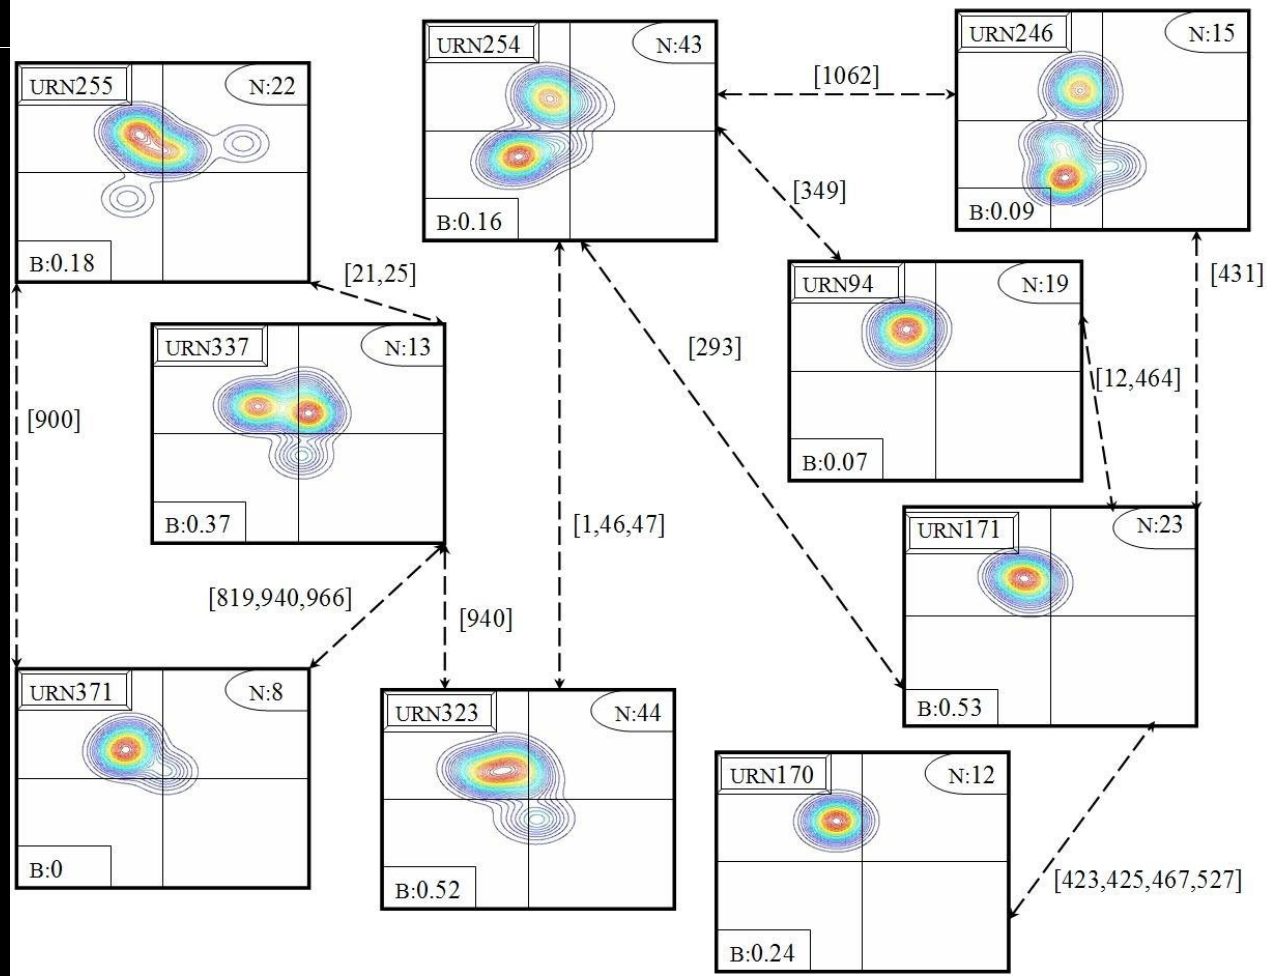 URN255
N:22
B:0.18
URN254
N:43
B:0.16
URN246
N:15
B:0.09
[1062]
[349]
[21,25]
[431]
URN94
N:19
B:0.07
URN337
N:13
B:0.37
[293]
[12,464]
[900]
URN171
N:23
B:0.53
[1,46,47]
[819,940,966]
[940]
URN371
N:8
B:0
URN323
N:44
B:0.52
URN170
N:12
B:0.24
[423,425,467,527]